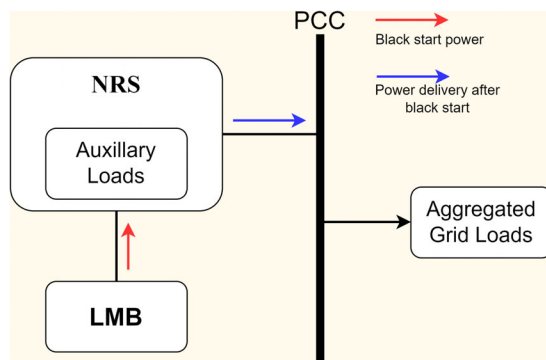 PCC
Black start power
NRS
Power delivery after
black start
Auxillary
Loads
Aggregated
Grid Loads
LMB